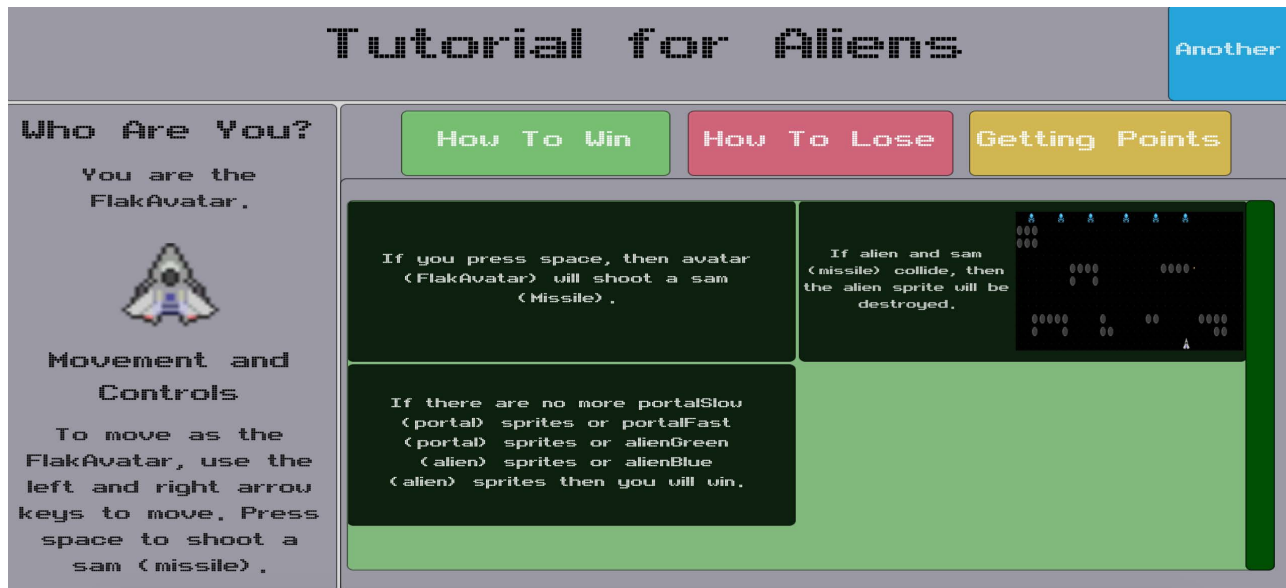 Tutorial for Aliens
Another
Who Are You?
You are the
FlakAvatar.
Movement and
Controls
To move as the
FlakAvatar, use the
left and right arrow
keys to move. Press
space to shoot a
sam (missile).
How To Win
How To Lose
Getting Points
If you press space, then avatar
(FlakAvatar) will shoot a sam
(Missile).
If alien and sam
(missile) collide, then
the alien sprite will be
destroyed.
If there are no more portalSlow
(portal) sprites or portalFast
(portal) sprites or alienGreen
(alien) sprites or alienBlue
(alien) sprites then you will win.